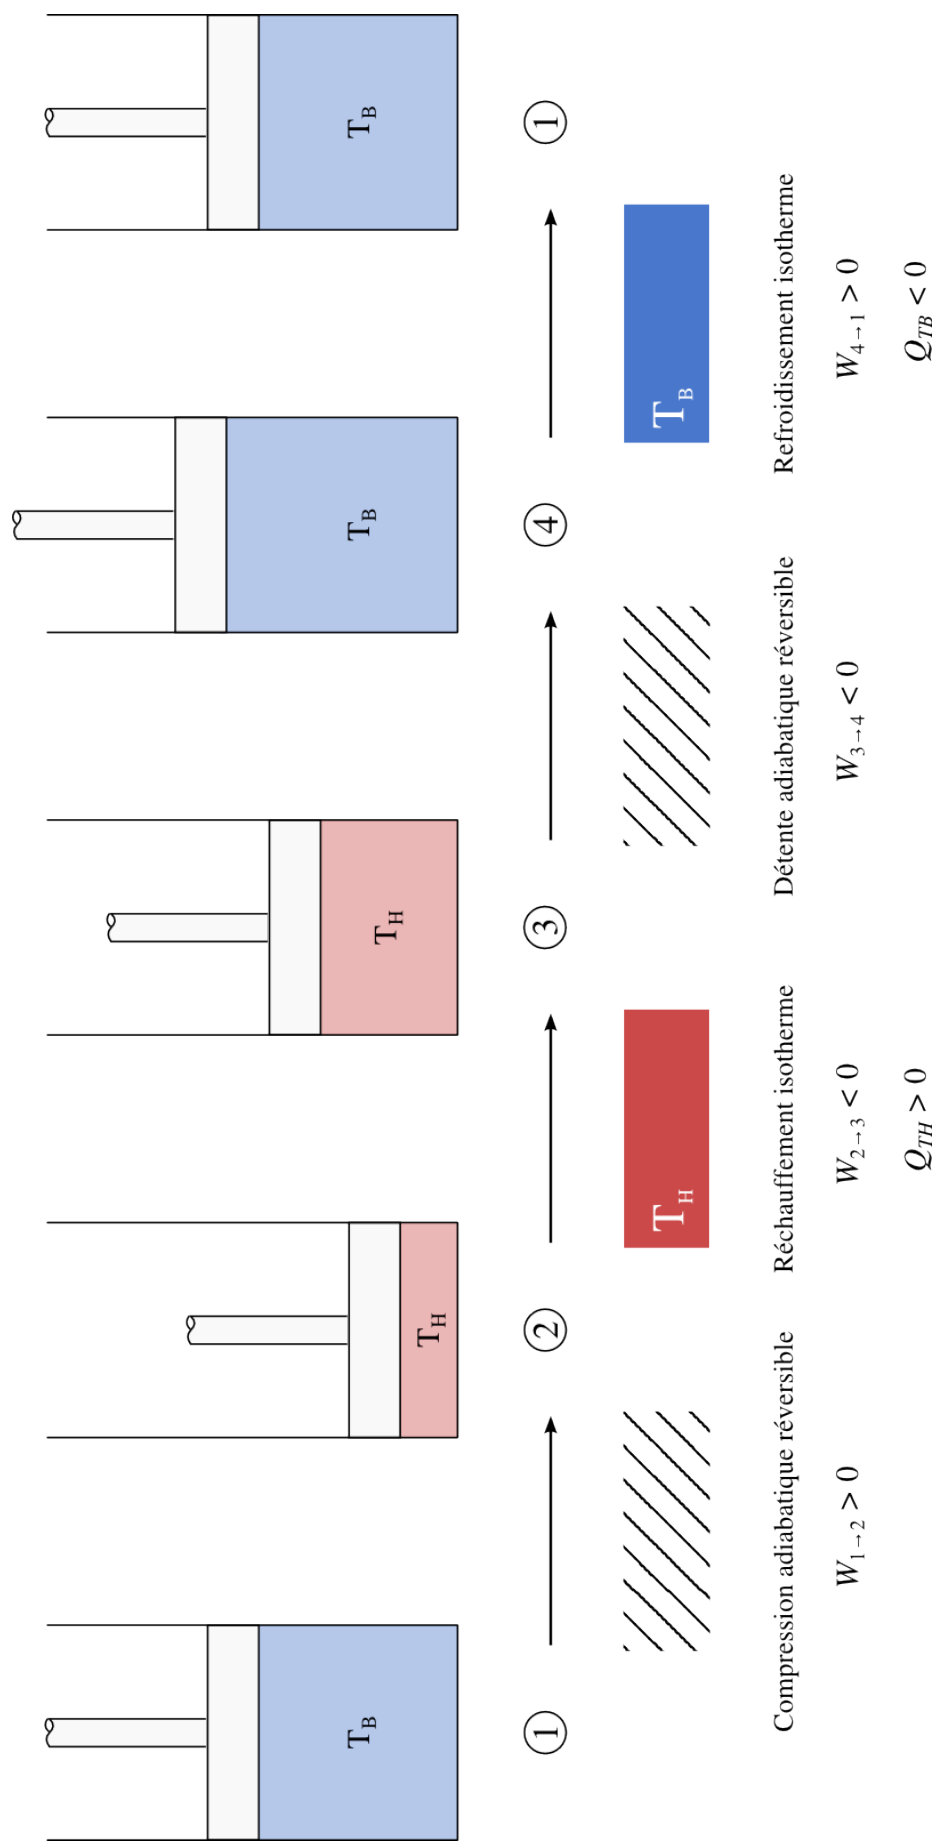 T_B
T_H
T_H
T_B
T_B
1
2
3
4
1
T_H
T_B
Compression adiabatique réversible
W_{1→2} > 0
Réchauffement isotherme
W_{2→3} < 0
Q_{TH} > 0
Détente adiabatique réversible
W_{3→4} < 0
Refroidissement isotherme
W_{4→1} > 0
Q_{TB} < 0